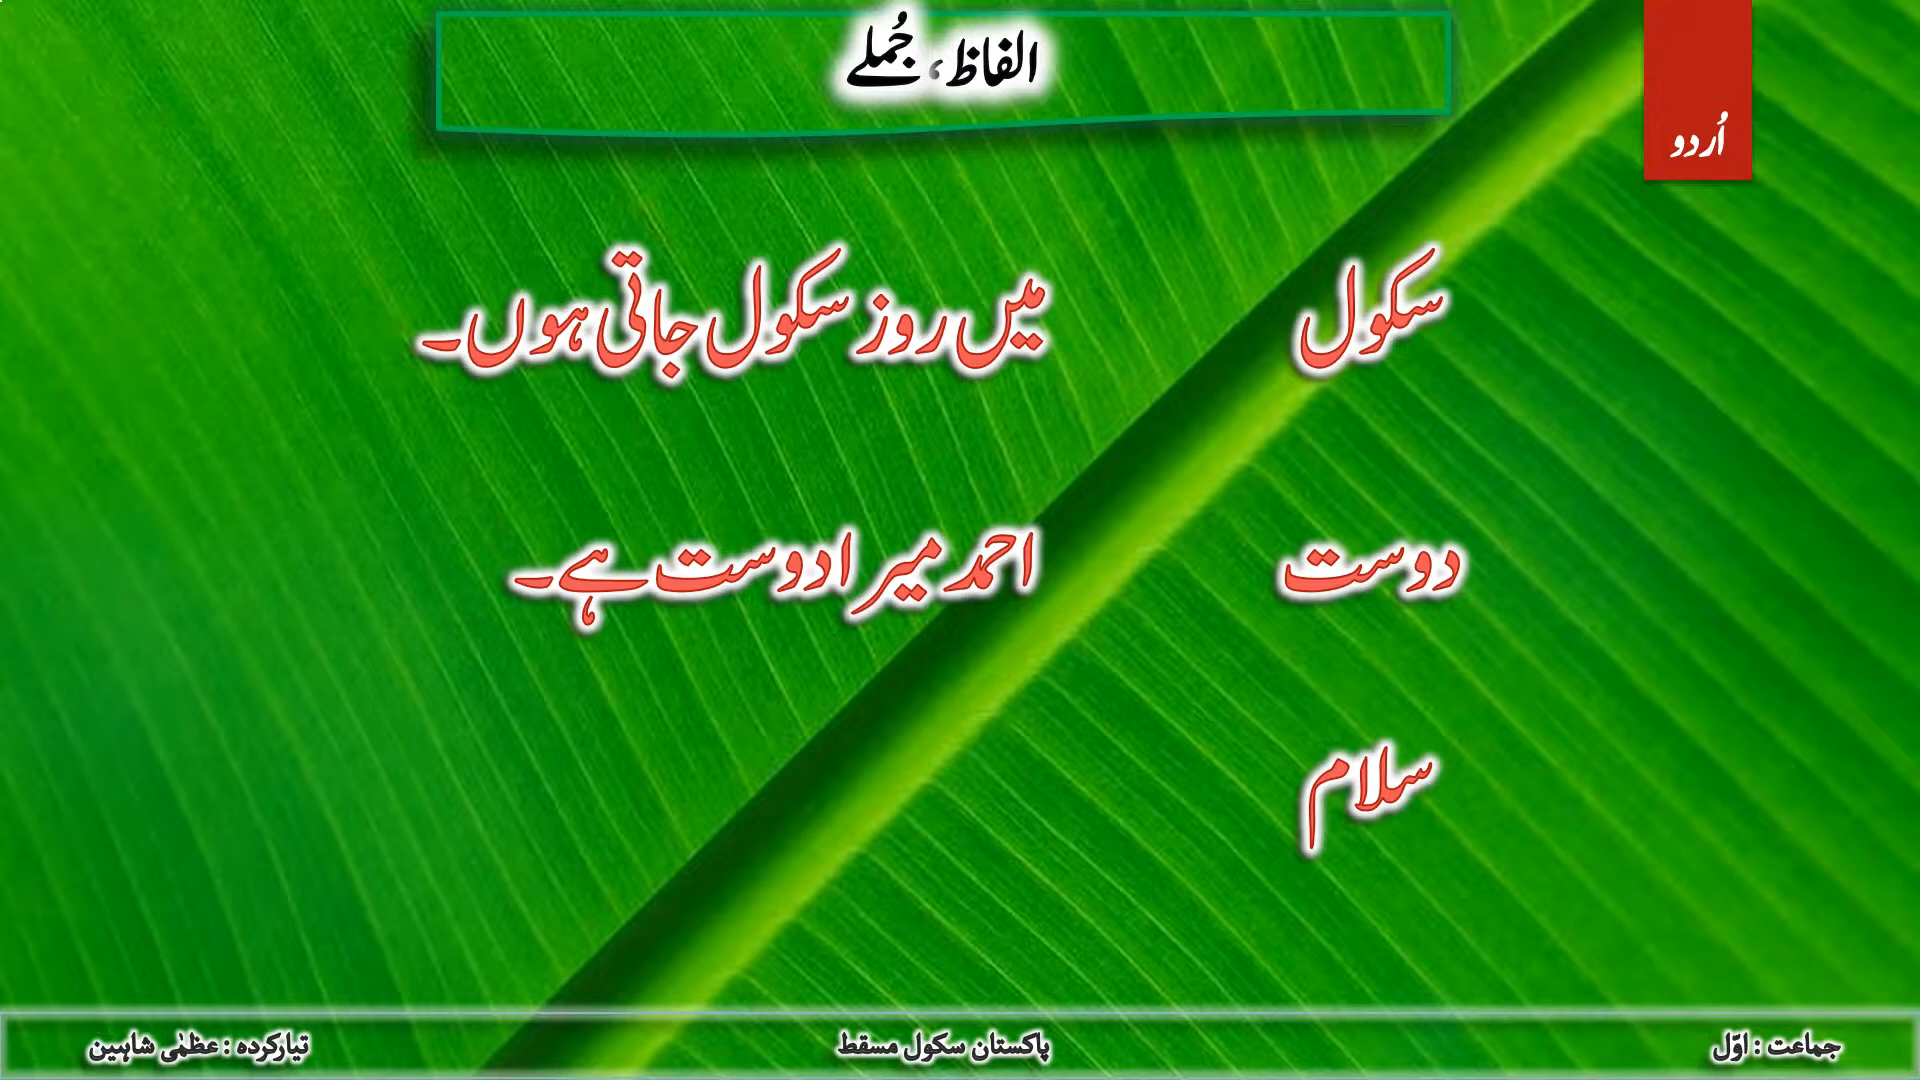 الفاظ، جُملے
اُردو
سکول
میں روز سکول جاتی ہوں۔
دوست
احمد میرا دوست ہے۔
سلام
جماعت : اوّل
پاکستان سکول مسقط
تیارکردہ : عظمٰی شاہین